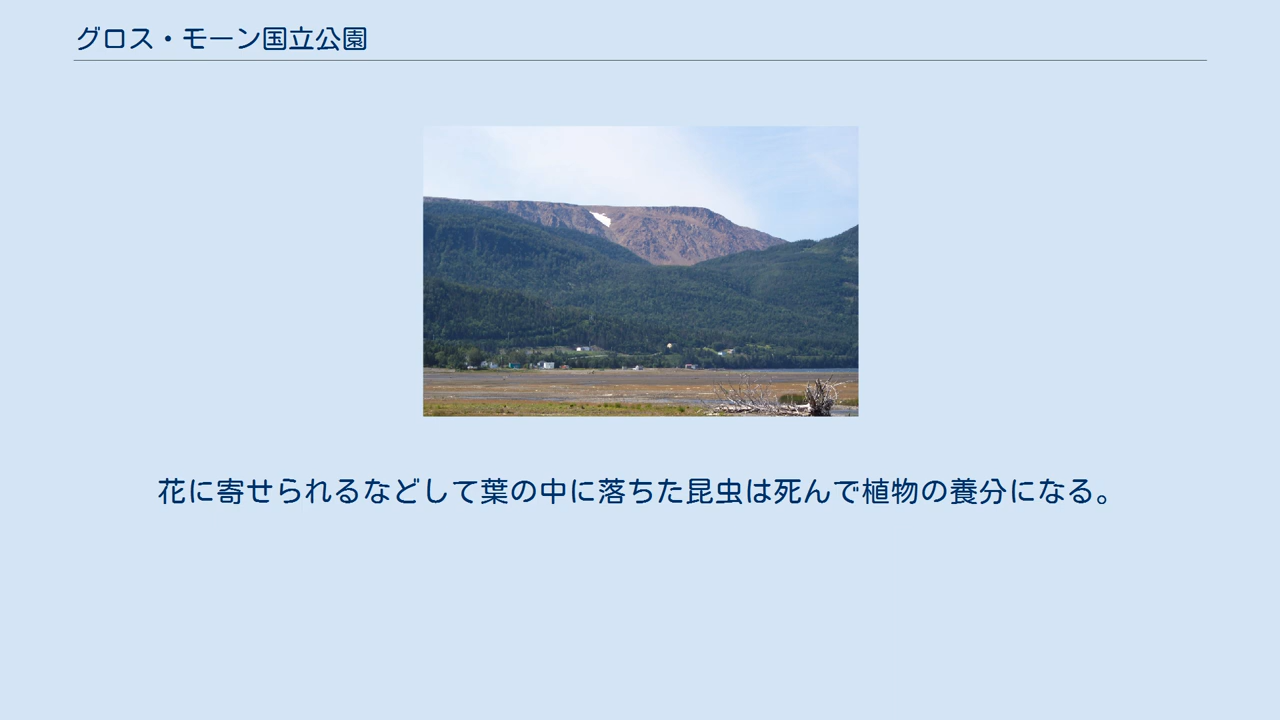 グロス・モーン国立公園
花に寄せられるなどして葉の中に落ちた昆虫は死んで植物の養分になる。